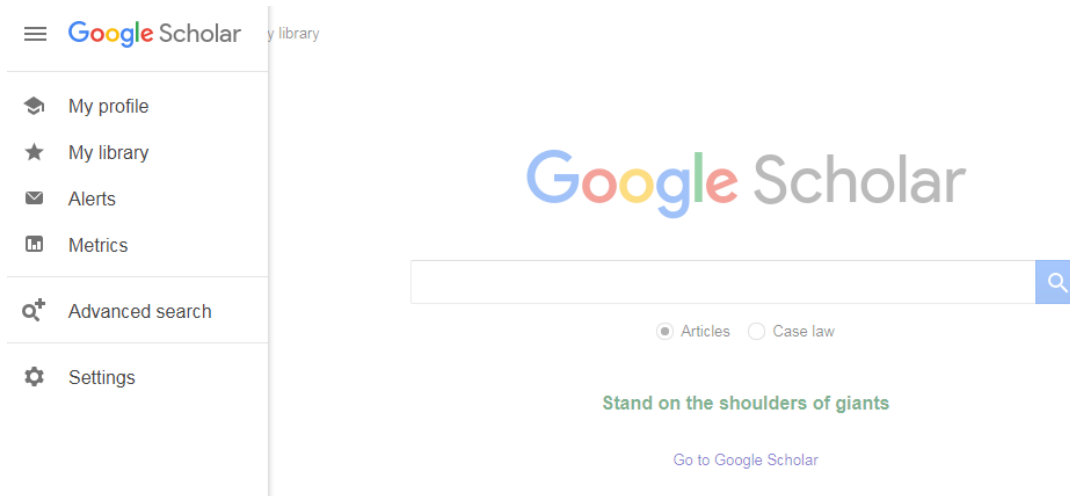 Google Scholar
y library
My profile
My library
Alerts
Metrics
Advanced search
Settings
Google Scholar
Articles Case law
Stand on the shoulders of giants
Go to Google Scholar